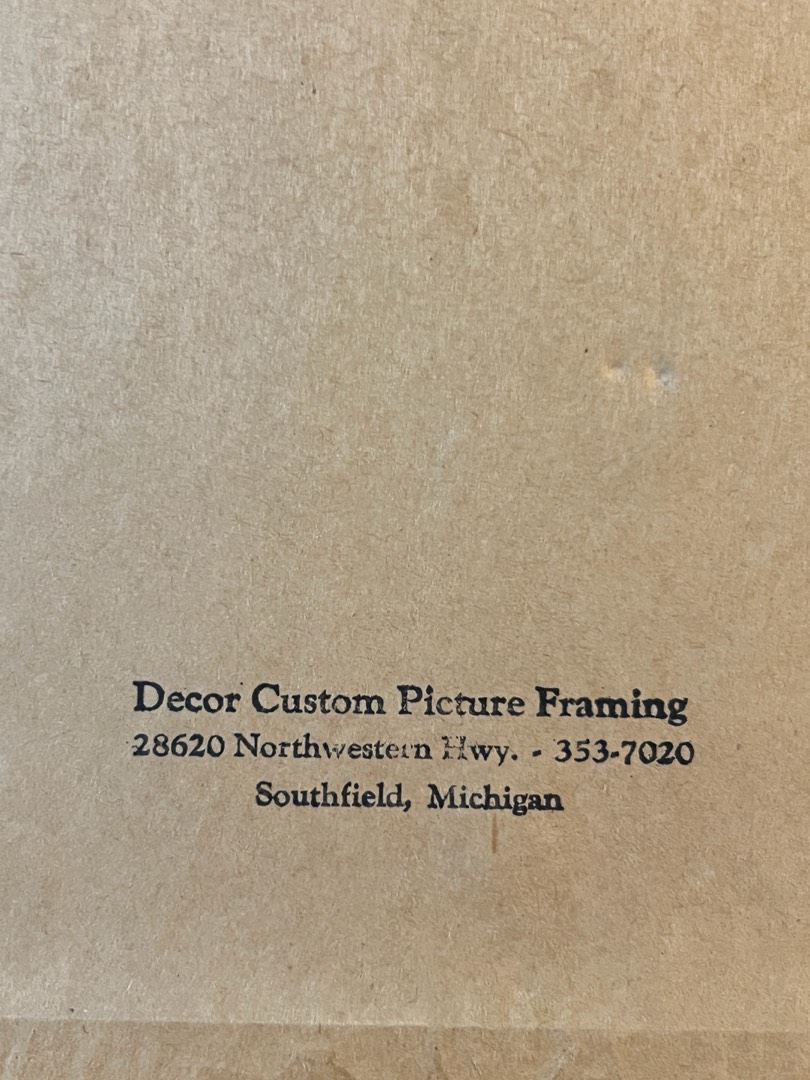 Decor Custom Picture Framing
28620 Northwestern Hwy. - 353-7020
Southfield, Michigan